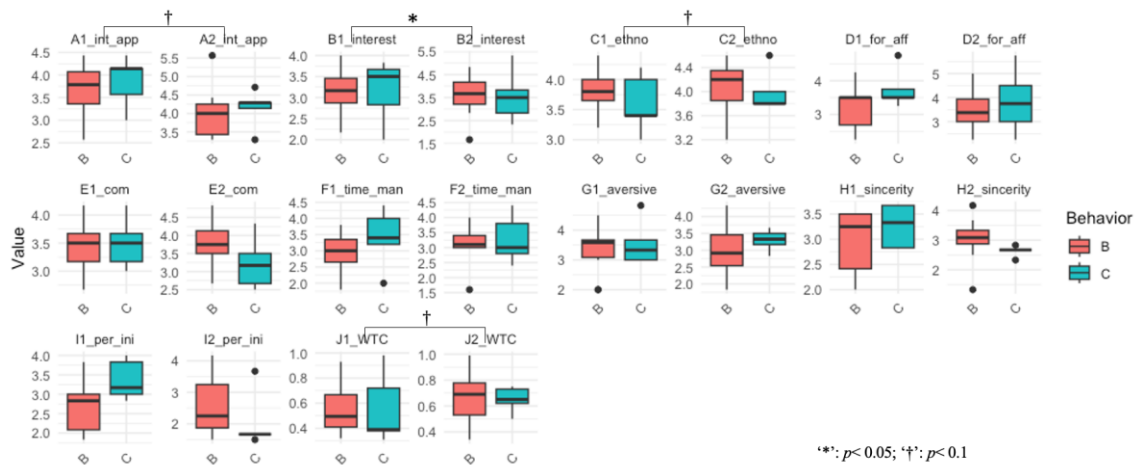 † * †
A1_int_app A2_int_app B1_interest B2_interest C1_ethno C2_ethno D1_for_aff D2_for_aff
4.5 4.0 3.5 3.0 2.5
5.5 5.0 4.5 4.0 3.5
4.0 3.5 3.0 2.5 2.0
5.5 4.5 3.5 2.5 1.5
4.0 3.5 3.0
4.6 4.2 3.8 3.4 3.0
4 3
5 4 3
B C B C B C B C B C B C B C B C
E1_com E2_com F1_time_man F2_time_man G1_aversive G2_aversive H1_sincerity H2_sincerity
4.0 3.5 3.0
4.5 4.0 3.5 3.0 2.5
4.0 3.5 3.0 2.5 2.0
4.5 4.0 3.5 3.0 2.5 2.0 1.5
4 3 2
4.0 3.5 3.0 2.5 2.0
3.5 3.0 2.5 2.0
4 3 2
B C B C B C B C B C B C B C B C
Value
Behavior
B
C
†
I1_per_ini I2_per_ini J1_WTC J2_WTC
4.0 3.5 3.0 2.5 2.0
4 3 2
1.0 0.8 0.6 0.4
1.0 0.8 0.6 0.4
B C B C B C B C
‘*’: p< 0.05; ‘†’: p< 0.1